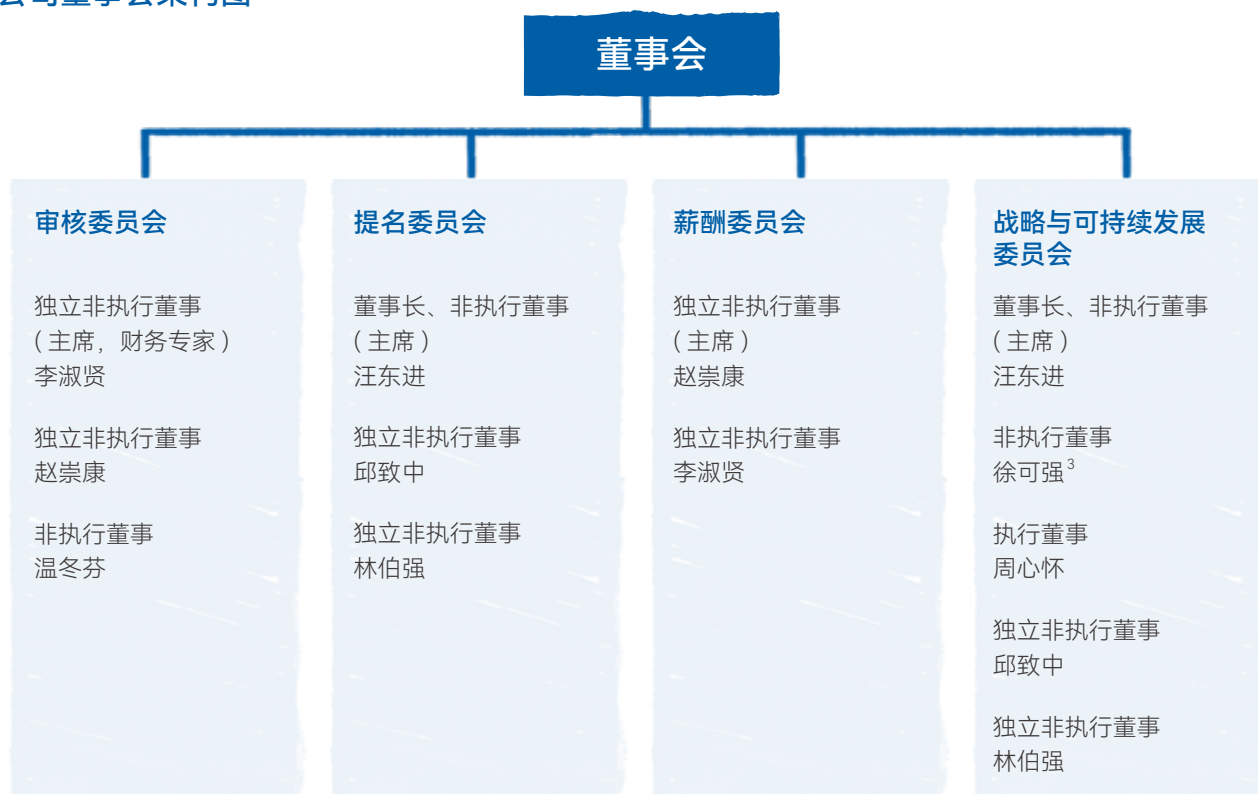 公司董事会架构图
董事会
审核委员会
独立非执行董事
（主席，财务专家）
李淑贤
独立非执行董事
赵崇康
非执行董事
温冬芬
提名委员会
董事长、非执行董事
（主席）
汪东进
独立非执行董事
邱致中
独立非执行董事
林伯强
薪酬委员会
独立非执行董事
（主席）
赵崇康
独立非执行董事
李淑贤
战略与可持续发展
委员会
董事长、非执行董事
（主席）
汪东进
非执行董事
徐可强3
执行董事
周心怀
独立非执行董事
邱致中
独立非执行董事
林伯强